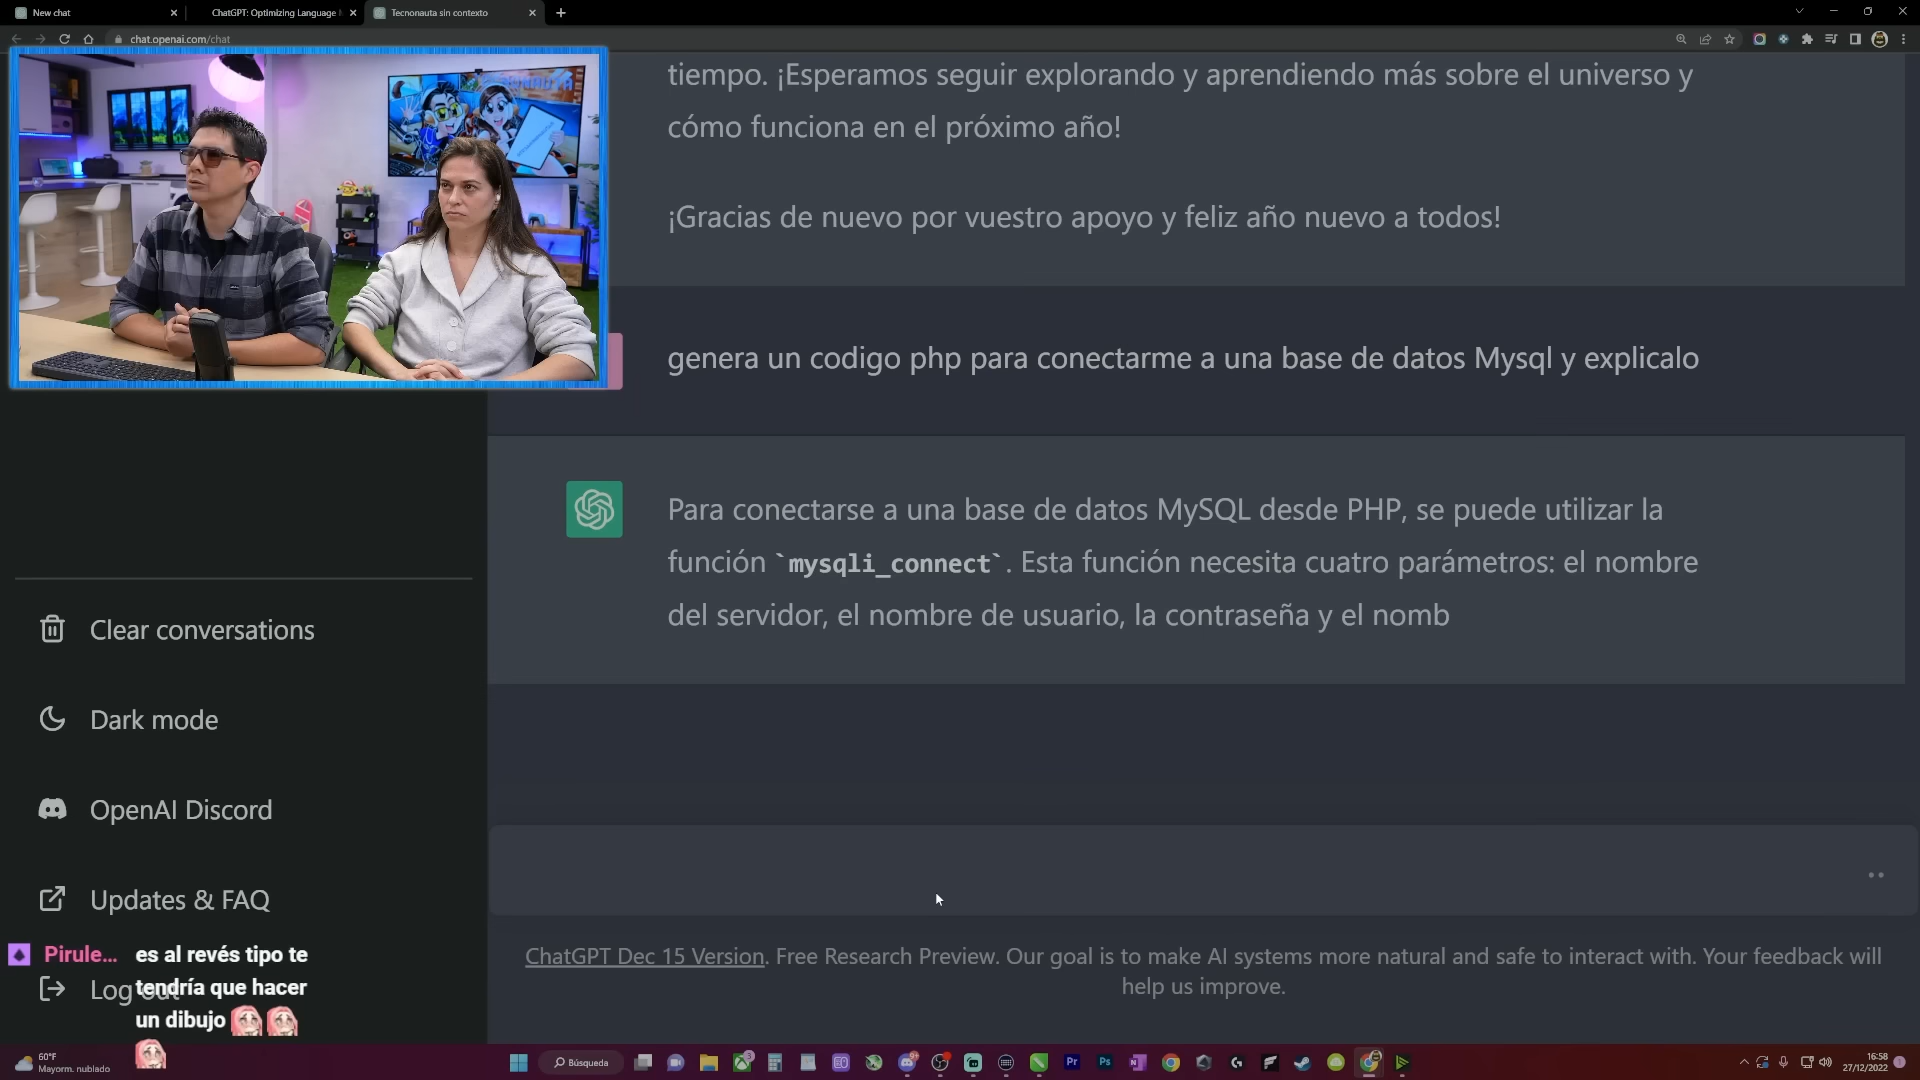 New chat
ChatGPT: Optimizing Language
Tecnonauta sin contexto
chat.openai.com/chat
tiempo. ¡Esperamos seguir explorando y aprendiendo más sobre el universo y
cómo funciona en el próximo año!
¡Gracias de nuevo por vuestro apoyo y feliz año nuevo a todos!
genera un codigo php para conectarme a una base de datos Mysql y explicalo
Para conectarse a una base de datos MySQL desde PHP, se puede utilizar la
función `mysqli_connect`. Esta función necesita cuatro parámetros: el nombre
del servidor, el nombre de usuario, la contraseña y el nomb
Clear conversations
Dark mode
OpenAI Discord
Updates & FAQ
Log out
Pirule... es al revés tipo te
tendría que hacer
un dibujo
ChatGPT Dec 15 Version. Free Research Preview. Our goal is to make AI systems more natural and safe to interact with. Your feedback will
help us improve.
60°F
Mayorm. nublado
Búsqueda
Pr
Ps
16:58
27/12/2022